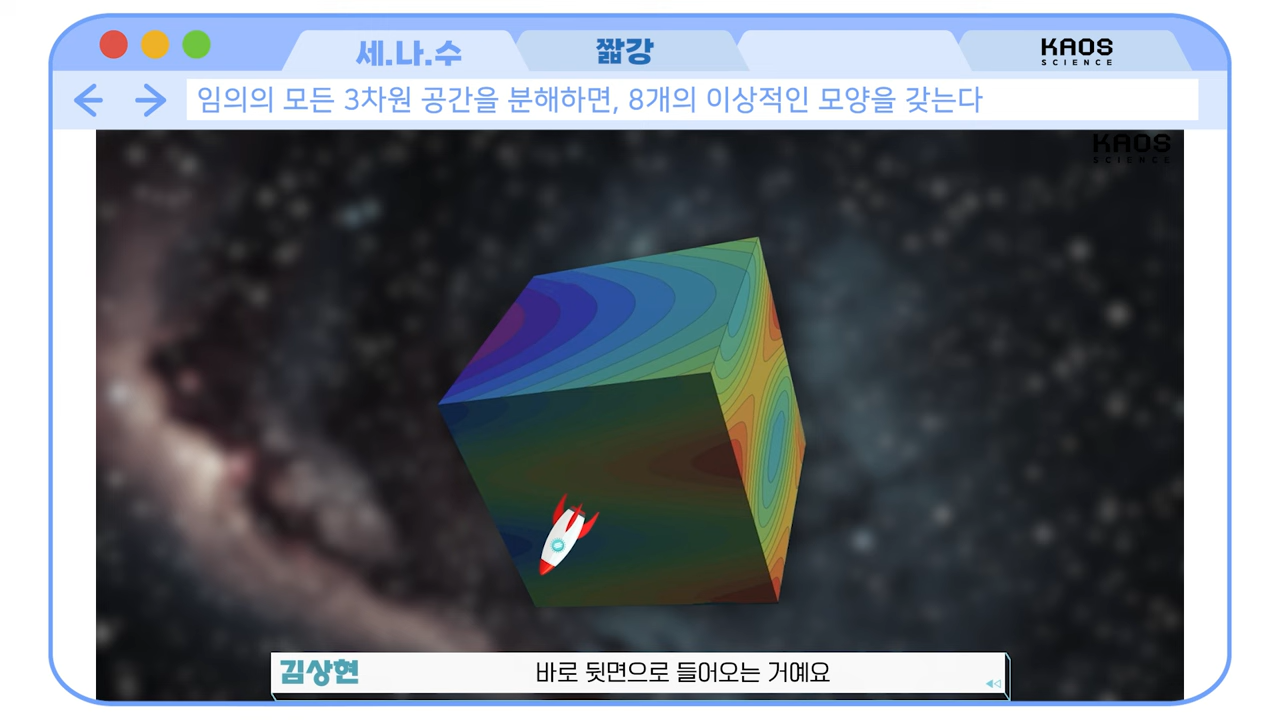 세.나.수
짧강
KAOS
SCIENCE
임의의 모든 3차원 공간을 분해하면, 8개의 이상적인 모양을 갖는다
KAOS
SCIENCE
김상현
바로 뒷면으로 들어오는 거예요